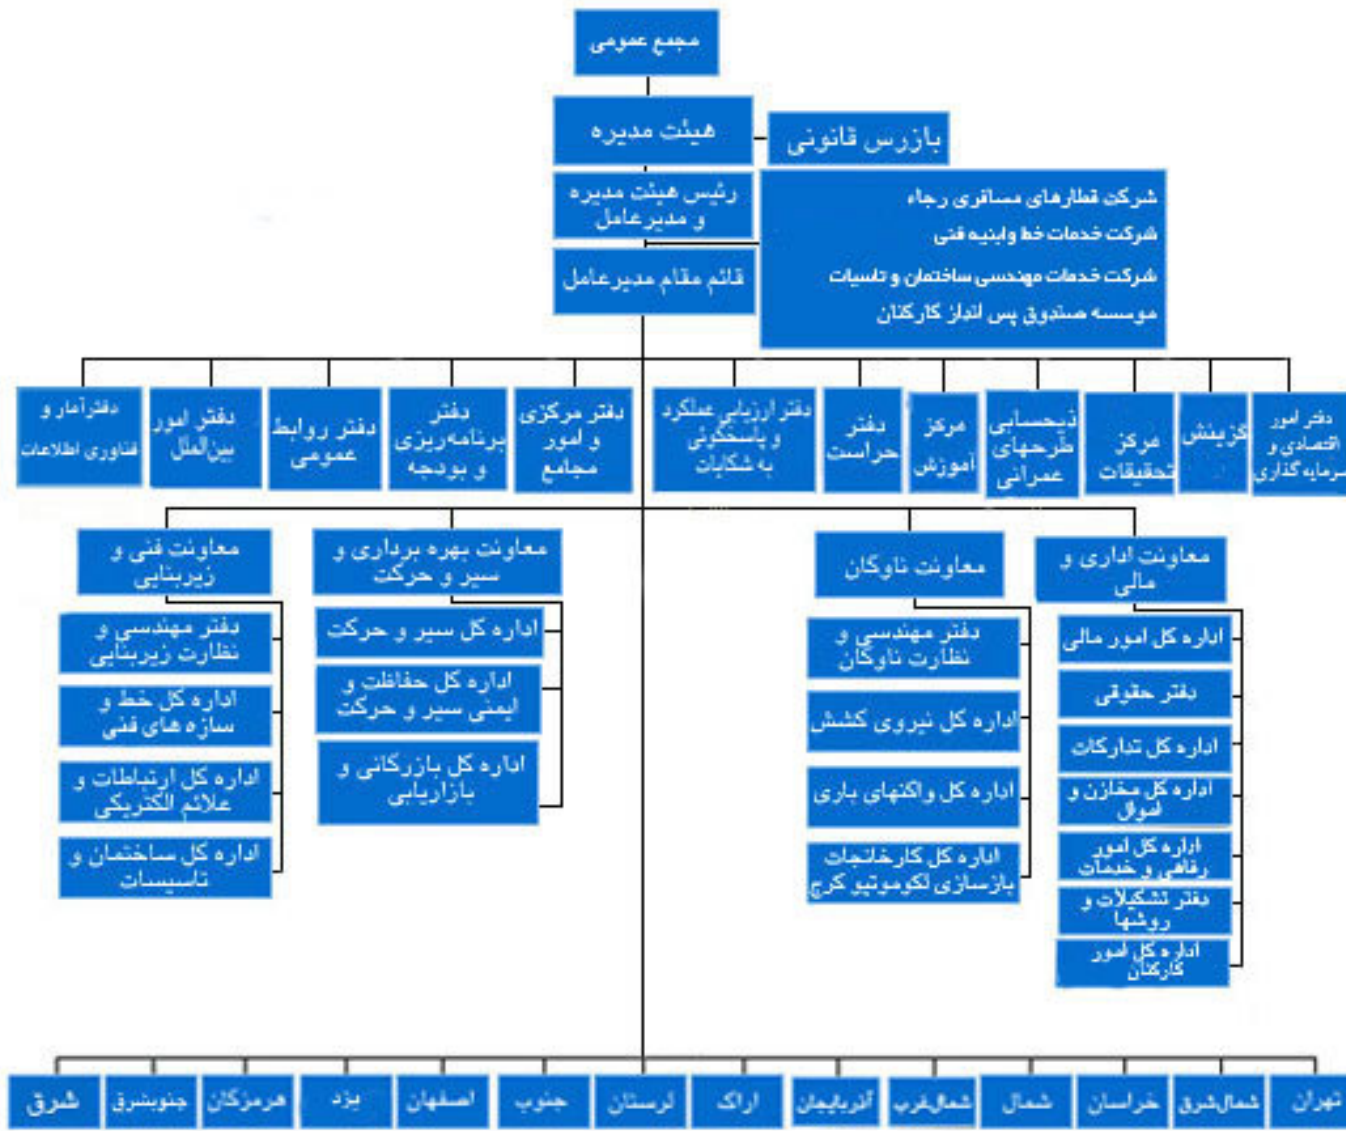 مجمع عمومی
هیئت مدیره
بازرس قانونی
رئیس هیئت مدیره
و مدیرعامل
قائم مقام مدیرعامل
شرکت قطارهای مسافری رجاء
شرکت خدمات خط وابنیه فنی
شرکت خدمات مهندسی ساختمان و تاسیات
موسسه صندوق پس انداز کارکنان
دفتر امور
اقتصادی و
سرمایه‌گذاری
گزینش
مرکز
تحقیقات
ذیحسابی
طرحهای
عمرانی
مرکز
آموزش
دفتر
حراست
دفتر ارزیابی عملکرد
و پاسخگوئی
به شکایات
دفتر مرکزی
و امور
مجامع
دفتر
برنامه‌ریزی
و بودجه
دفتر روابط
عمومی
دفتر امور
بین‌الملل
دفترآمار و
فناوری اطلاعات
معاونت اداری و
مالی
اداره کل امور مالی
دفتر حقوقی
اداره کل تدارکات
اداره کل مخازن و
اموال
اداره کل امور
رفاهی و خدمات
دفتر تشکیلات و
روشها
اداره کل امور
کارکنان
معاونت ناوگان
دفتر مهندسی و
نظارت ناوگان
اداره کل نیروی کشش
اداره کل واگنهای باری
اداره کل کارخانجات
بازسازی لکوموتیو کرج
معاونت بهره برداری و
سیر و حرکت
اداره کل سیر و حرکت
اداره کل حفاظت و
ایمنی سیر و حرکت
اداره کل بازرگانی و
بازاریابی
معاونت فنی و
زیربنایی
دفتر مهندسی و
نظارت زیربنایی
اداره کل خط و
سازه های فنی
اداره کل ارتباطات و
علائم الکتریکی
اداره کل ساختمان و
تاسیسات
تهران
شمال‌شرق
خراسان
شمال
شمال‌غرب
آذربایجان
اراک
لرستان
جنوب
اصفهان
یزد
هرمزگان
جنوبشرق
شرق